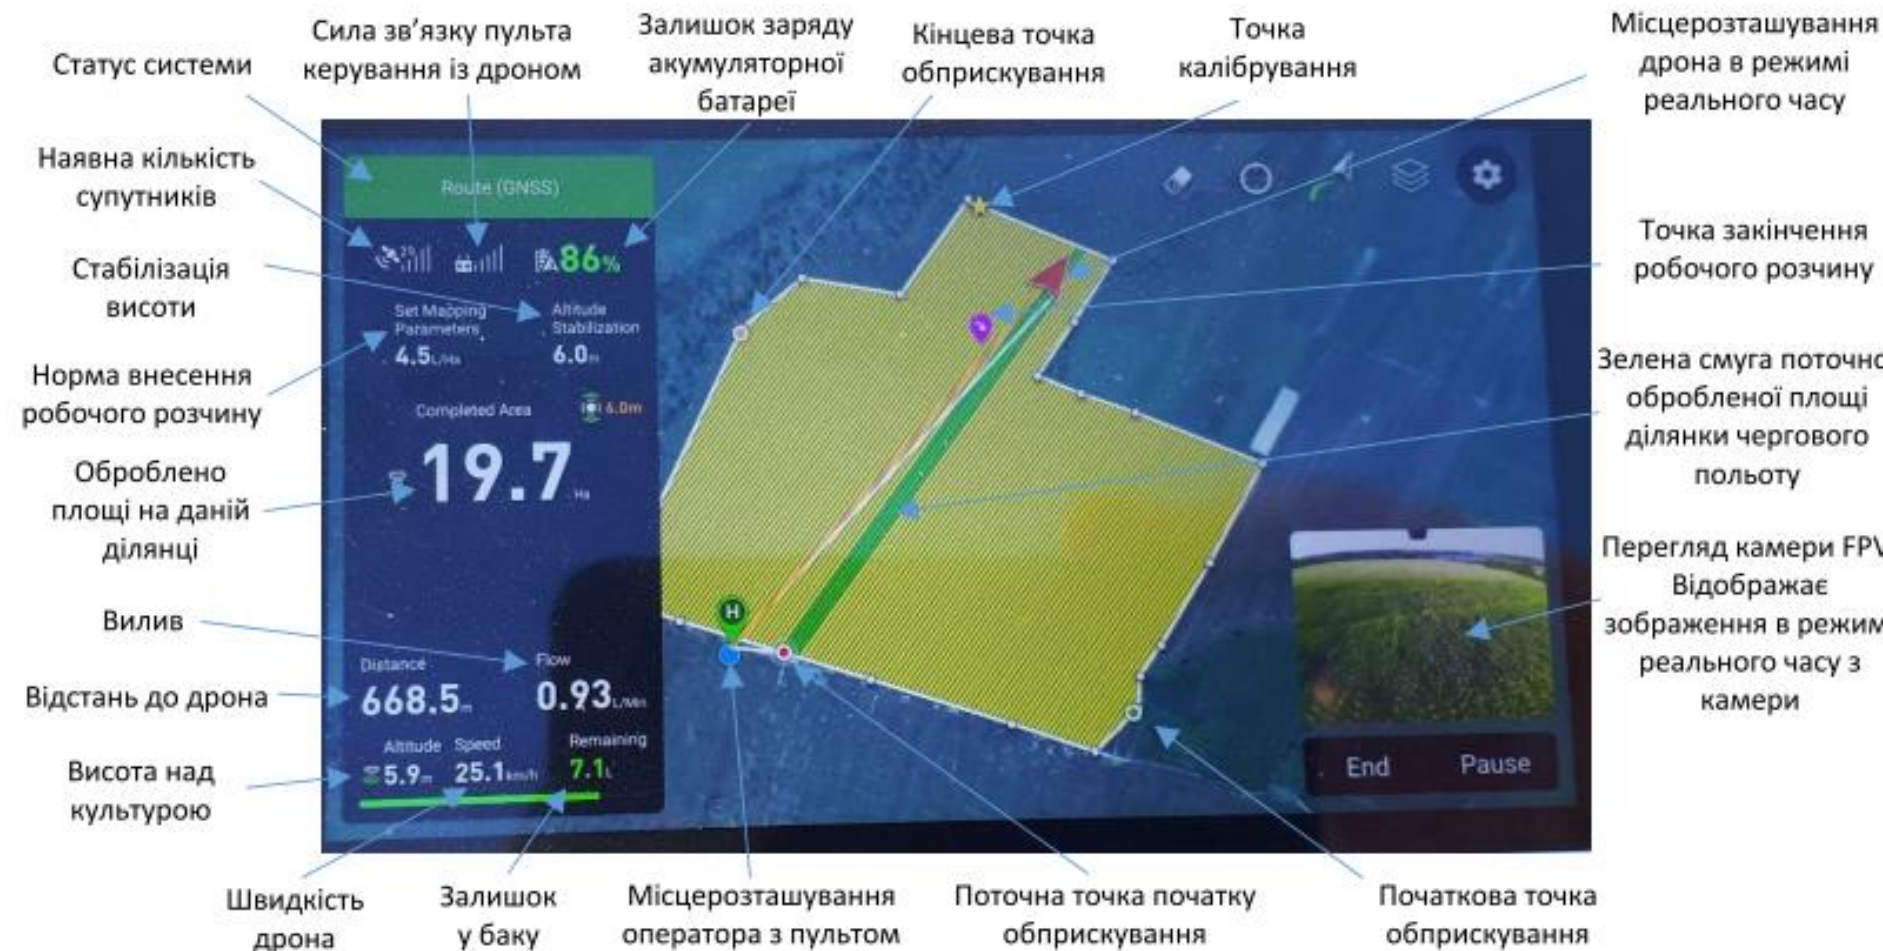 Статус системи
Сила зв’язку пульта
керування із дроном
Залишок заряду
акумуляторної
батареї
Кінцева точка
обприскування
Точка
калібрування
Місцерозташування
дрона в режимі
реального часу
Наявна кількість
супутників
Стабілізація
висоти
Норма внесення
робочого розчину
Оброблено
площі на даній
ділянці
Вилив
Відстань до дрона
Висота над
культурою
Route (GNSS)
86%
Set Mapping
Parameters
4.5 L/Ha
Altitude
Stabilization
6.0 m
Completed Area
6.0m
19.7 Ha
H
Distance
668.5 m
Flow
0.93 L/Min
Altitude
5.9 m
Speed
25.1 km/h
Remaining
7.1 L
End
Pause
Точка закінчення
робочого розчину
Зелена смуга поточно
обробленої площі
ділянки чергового
польоту
Перегляд камери FPV
Відображає
зображення в режим
реального часу з
камери
Швидкість
дрона
Залишок
у баку
Місцерозташування
оператора з пультом
Поточна точка початку
обприскування
Початкова точка
обприскування